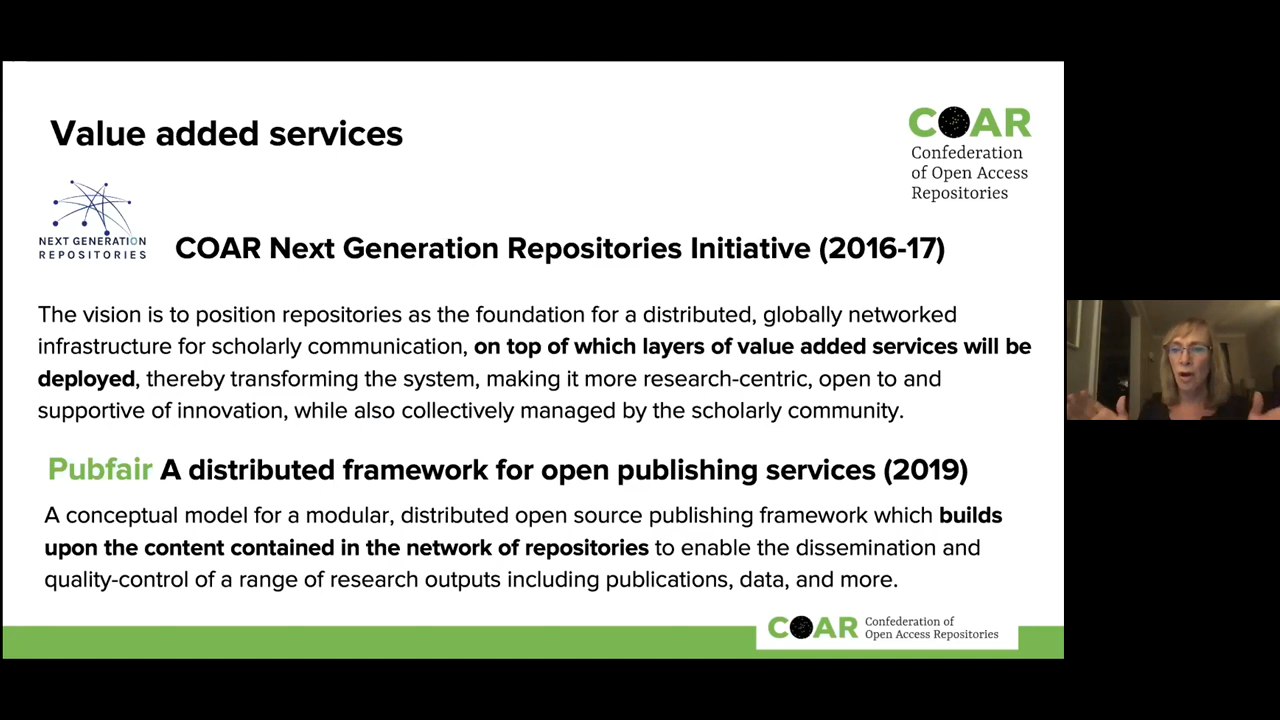 Value added services
COAR
Confederation
of Open Access
Repositories
NEXT GENERATION
REPOSITORIES
COAR Next Generation Repositories Initiative (2016-17)
The vision is to position repositories as the foundation for a distributed, globally networked
infrastructure for scholarly communication, on top of which layers of value added services will be
deployed, thereby transforming the system, making it more research-centric, open to and
supportive of innovation, while also collectively managed by the scholarly community.
Pubfair A distributed framework for open publishing services (2019)
A conceptual model for a modular, distributed open source publishing framework which builds
upon the content contained in the network of repositories to enable the dissemination and
quality-control of a range of research outputs including publications, data, and more.
COAR
Confederation of
Open Access Repositories